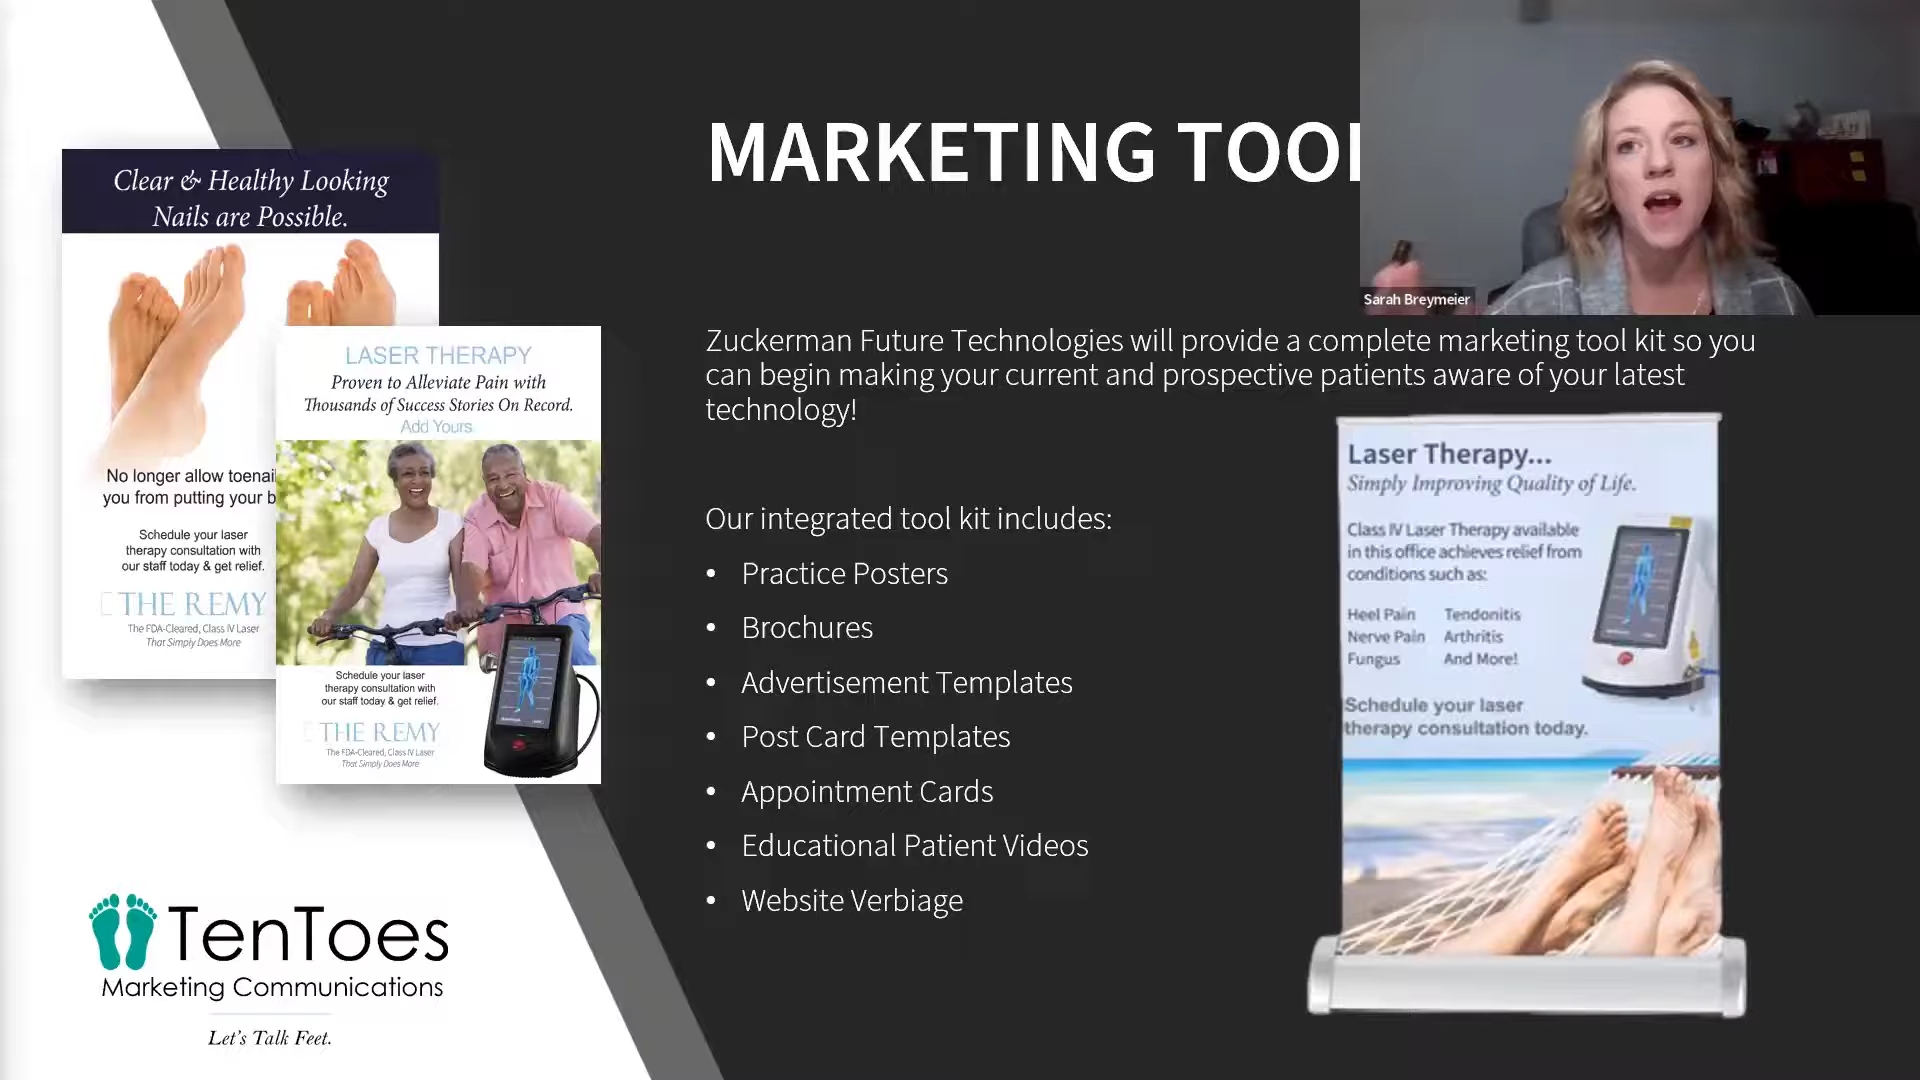 MARKETING TOOL
Sarah Breymeier
Zuckerman Future Technologies will provide a complete marketing tool kit so you
can begin making your current and prospective patients aware of your latest
technology!
Our integrated tool kit includes:
• Practice Posters
• Brochures
• Advertisement Templates
• Post Card Templates
• Appointment Cards
• Educational Patient Videos
• Website Verbiage
Clear & Healthy Looking
Nails are Possible.
No longer allow toenail
you from putting your b
Schedule your laser
therapy consultation with
our staff today & get relief.
THE REMY
The FDA-Cleared, Class IV Laser
That Simply Does More
LASER THERAPY
Proven to Alleviate Pain with
Thousands of Success Stories On Record.
Add Yours
Schedule your laser
therapy consultation with
our staff today & get relief.
THE REMY
The FDA-Cleared, Class IV Laser
That Simply Does More
Laser Therapy...
Simply Improving Quality of Life.
Class IV Laser Therapy available
in this office achieves relief from
conditions such as:
Heel Pain Tendonitis
Nerve Pain Arthritis
Fungus And More!
Schedule your laser
therapy consultation today.
TenToes
Marketing Communications
Let's Talk Feet.